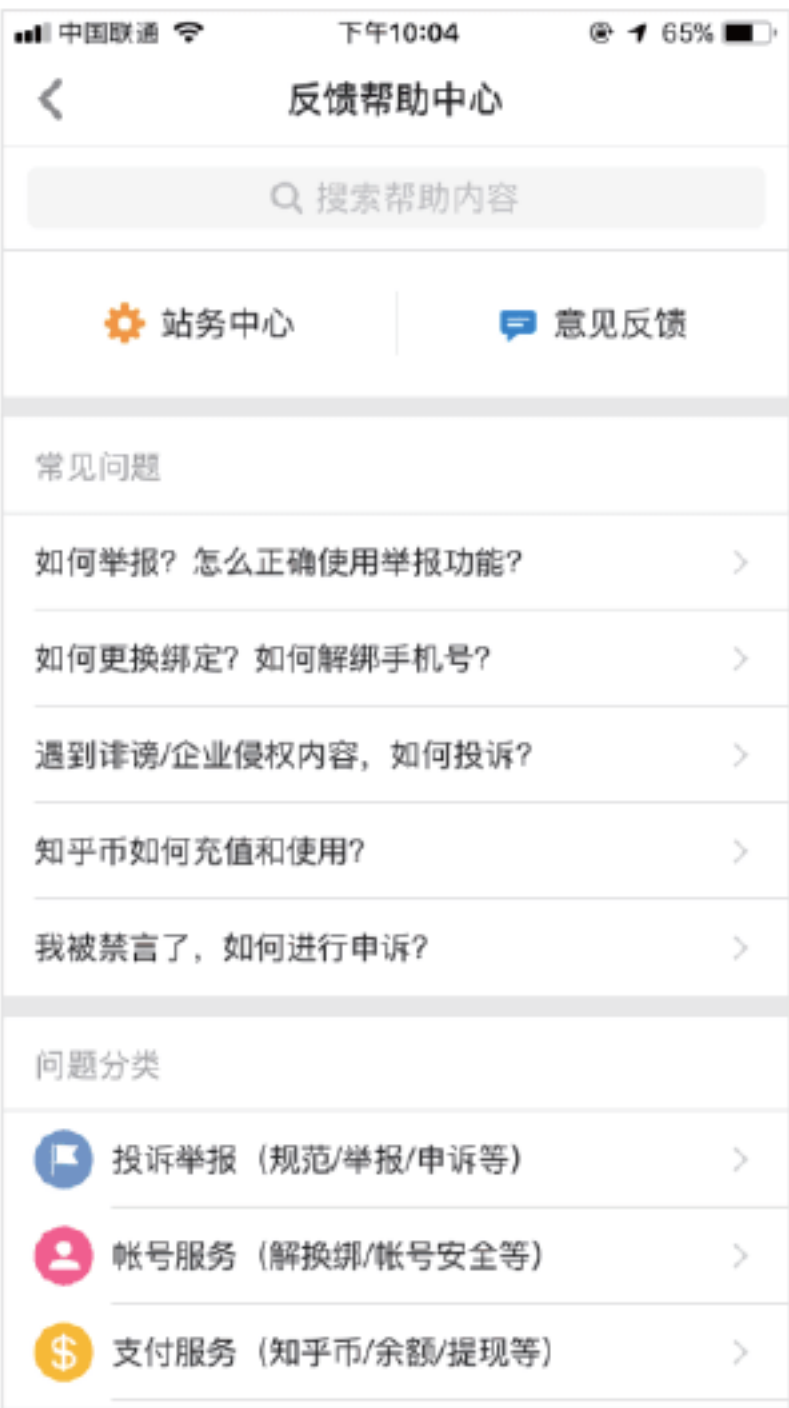 中国联通 下午10:04 65%
反馈帮助中心
搜索帮助内容
站务中心 意见反馈
常见问题
如何举报？怎么正确使用举报功能？
如何更换绑定？如何解绑手机号？
遇到诽谤/企业侵权内容，如何投诉？
知乎币如何充值和使用？
我被禁言了，如何进行申诉？
问题分类
投诉举报（规范/举报/申诉等）
帐号服务（解换绑/帐号安全等）
支付服务（知乎币/余额/提现等）